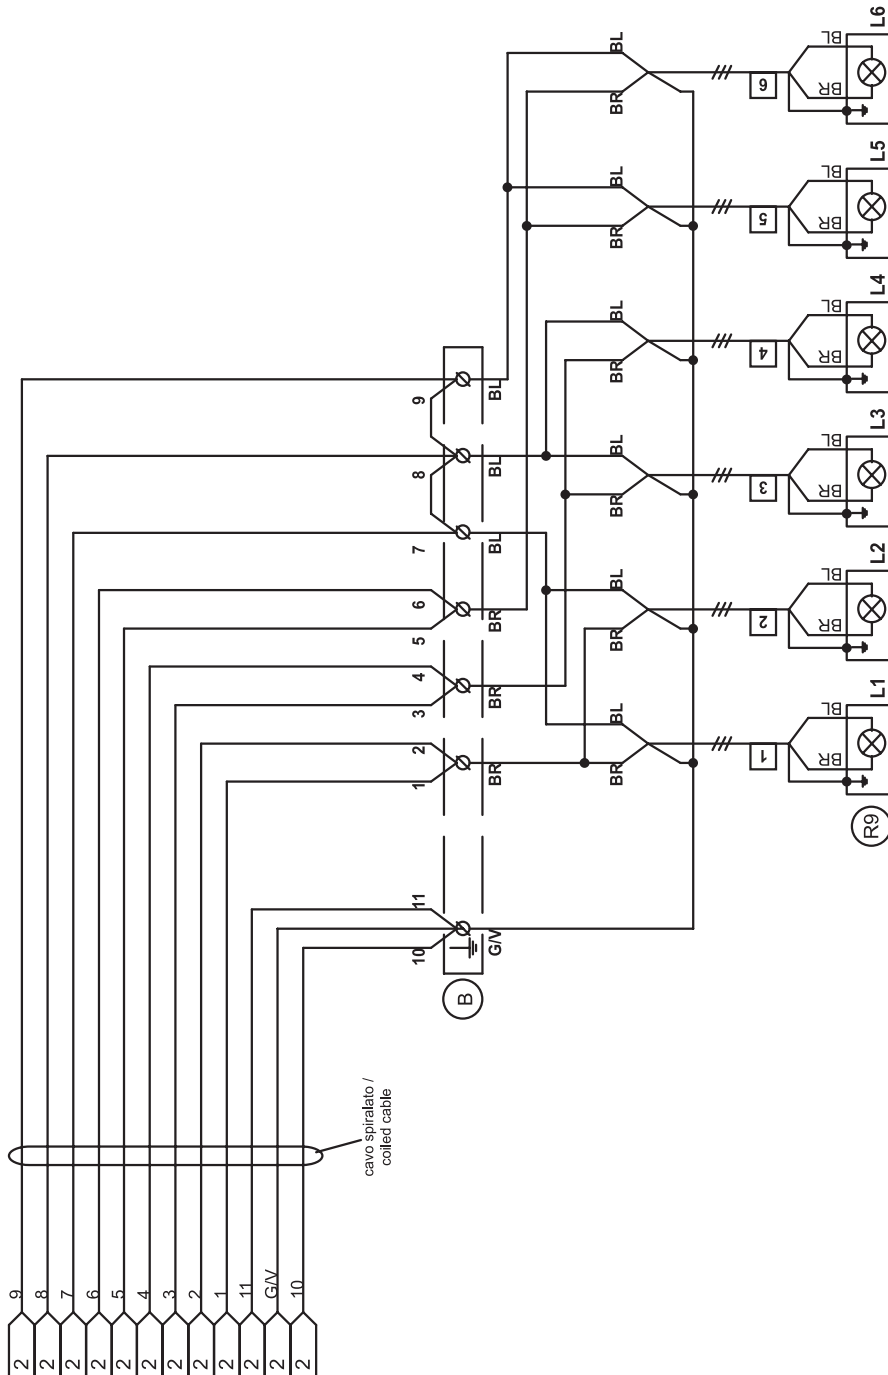 L6
L5
L4
L3
L2
L1
BL
BR
BL
BR
BL
BR
BL
BR
BL
BR
BL
BR
6
5
4
3
2
1
R9
BL
BR
BL
BR
BL
BR
BL
BR
BL
BR
BL
BR
9
8
7
6
5
4
3
2
1
11
10
BL
BL
BL
BR
BR
BR
G/V
B
cavo spiralato /
coiled cable
9
8
7
6
5
4
3
2
1
11
G/V
10
2
2
2
2
2
2
2
2
2
2
2
2